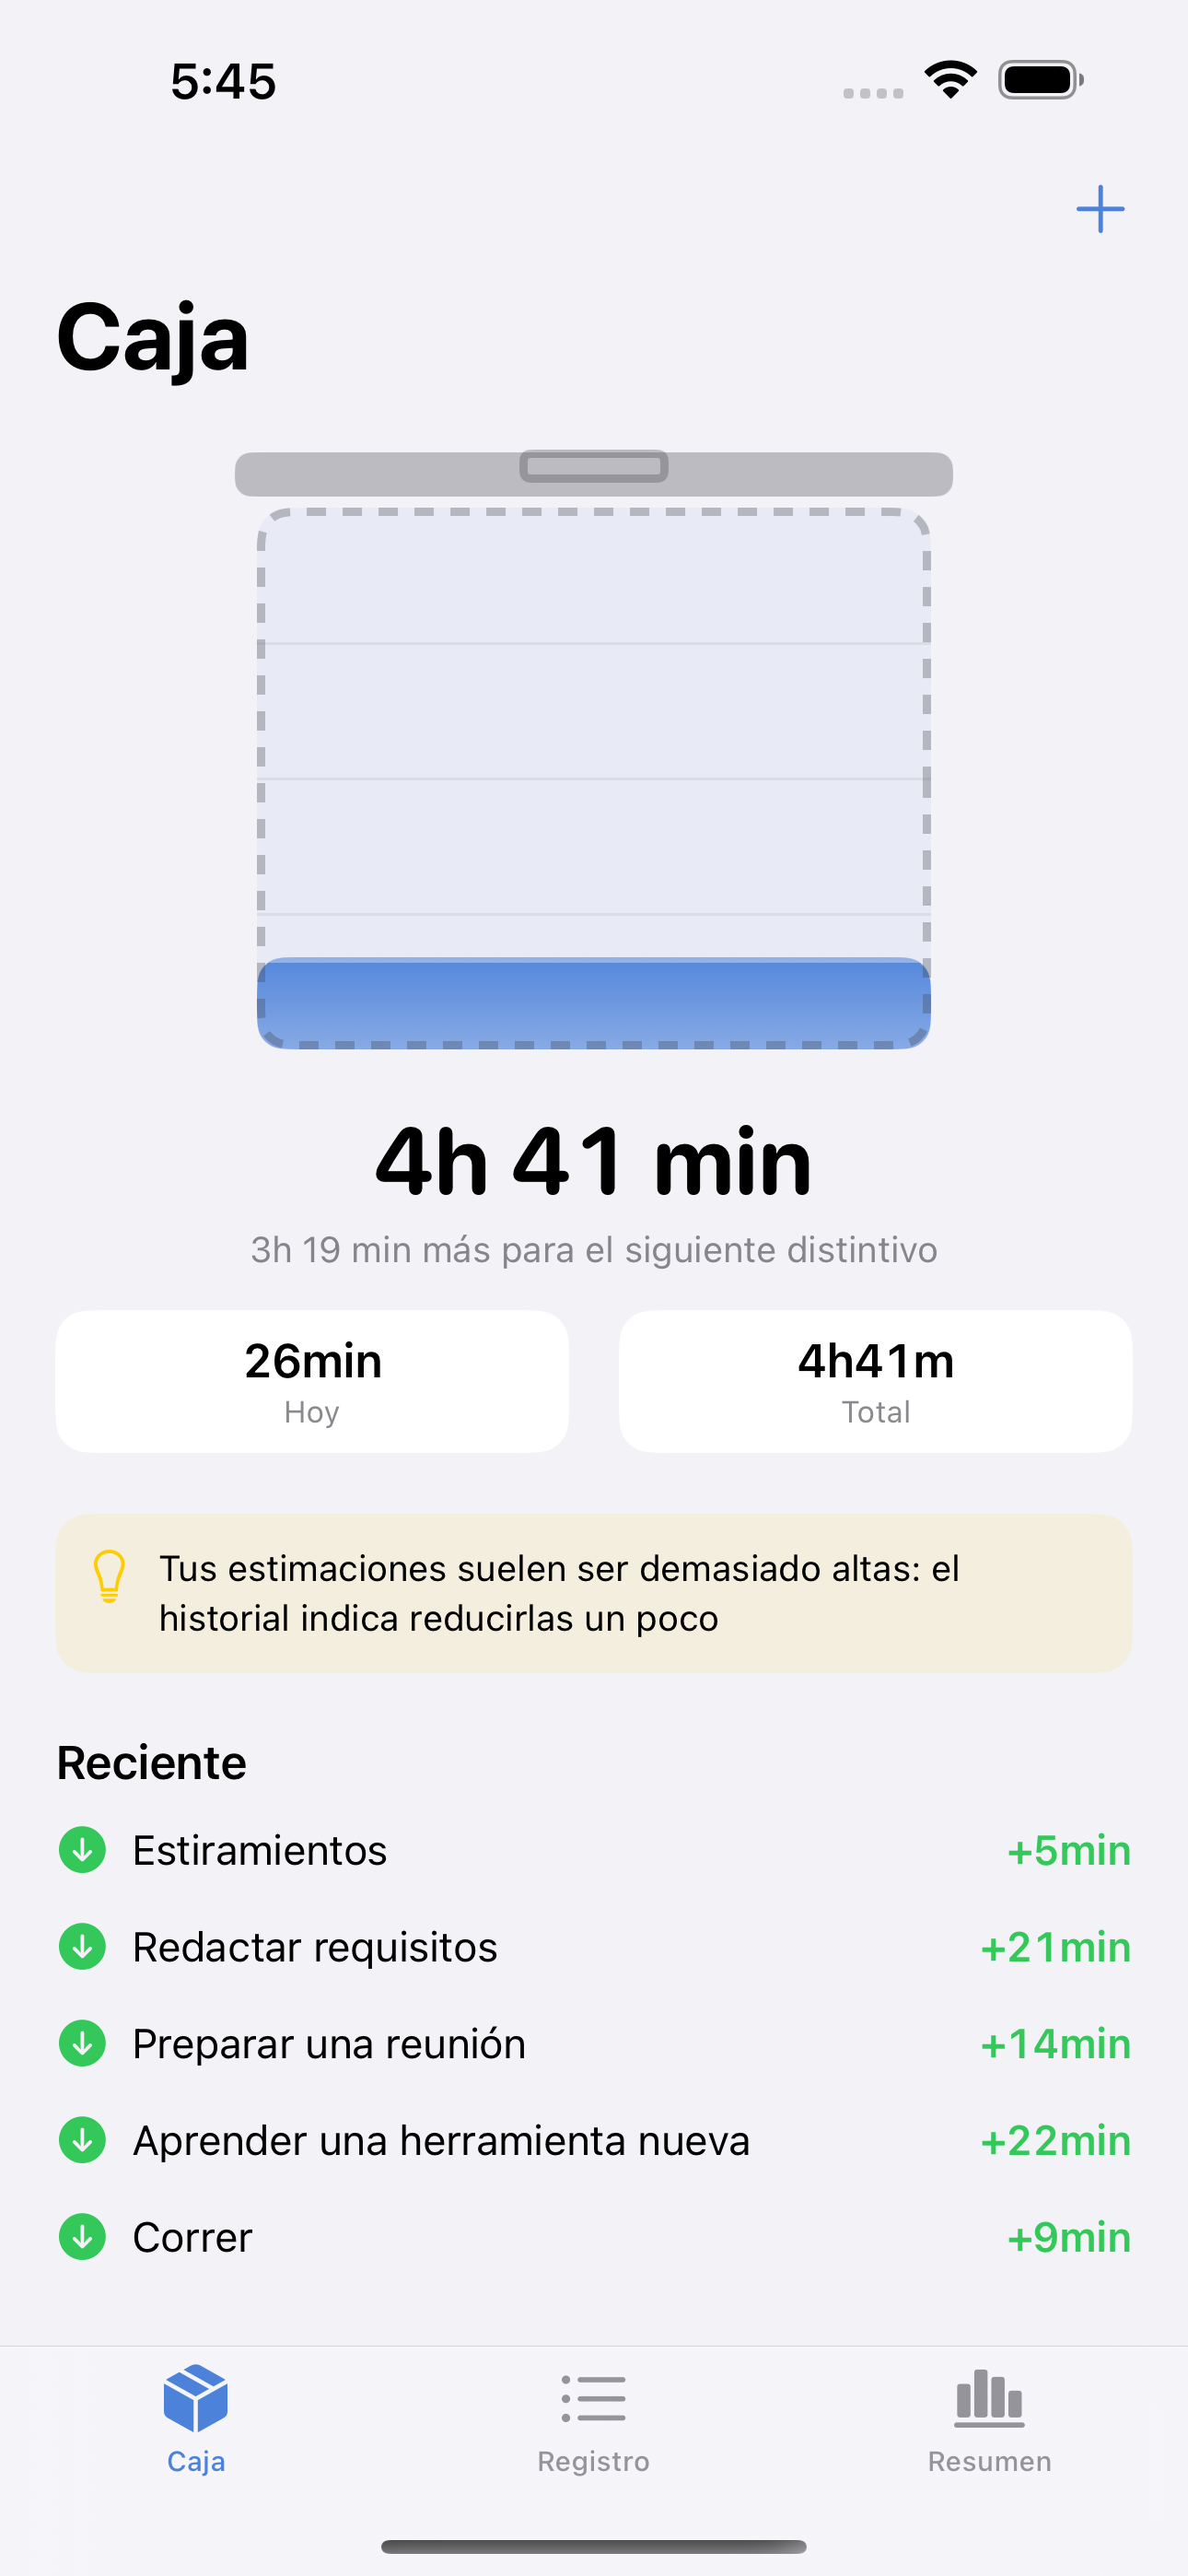 5:45
Caja
4h 41 min
3h 19 min más para el siguiente distintivo
26min
Hoy
4h41m
Total
Tus estimaciones suelen ser demasiado altas: el
historial indica reducirlas un poco
Reciente
Estiramientos +5min
Redactar requisitos +21min
Preparar una reunión +14min
Aprender una herramienta nueva +22min
Correr +9min
Caja
Registro
Resumen